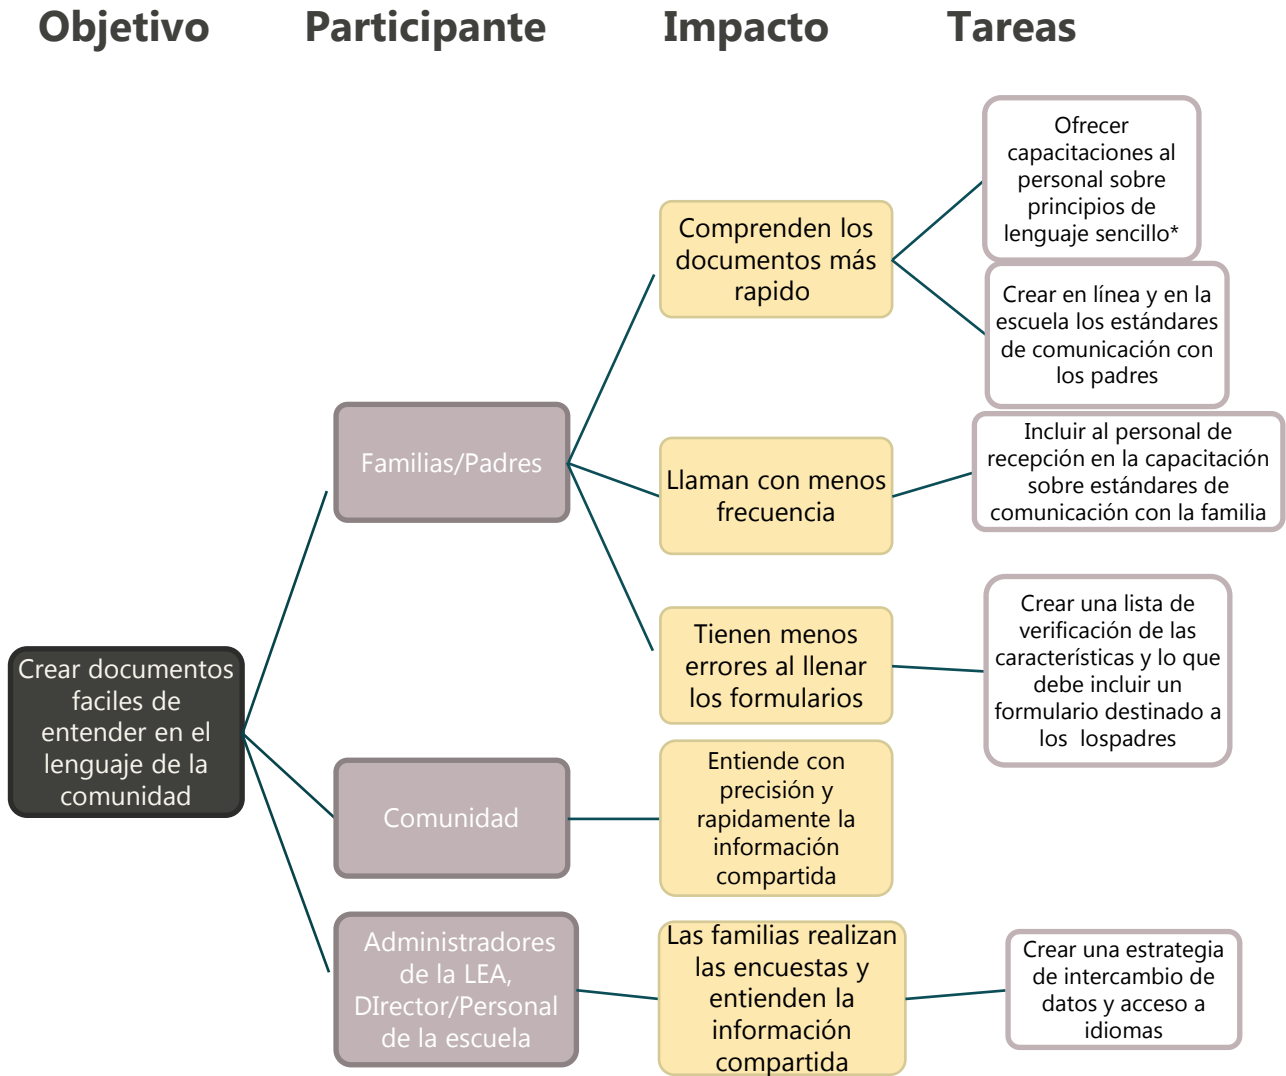 Objetivo
Participante
Impacto
Tareas
Crear documentos
faciles de
entender en el
lenguaje de la
comunidad
Familias/Padres
Comprenden los
documentos más
rapido
Ofrecer
capacitaciones al
personal sobre
principios de
lenguaje sencillo*
Crear en línea y en la
escuela los estándares
de comunicación con
los padres
Llaman con menos
frecuencia
Incluir al personal de
recepción en la capacitación
sobre estándares de
comunicación con la familia
Tienen menos
errores al llenar
los formularios
Crear una lista de
verificación de las
características y lo que
debe incluir un
formulario destinado a
los  lospadres
Comunidad
Entiende con
precisión y
rapidamente la
información
compartida
Administradores
de la LEA,
DIrector/Personal
de la escuela
Las familias realizan
las encuestas y
entienden la
información
compartida
Crear una estrategia
de intercambio de
datos y acceso a
idiomas